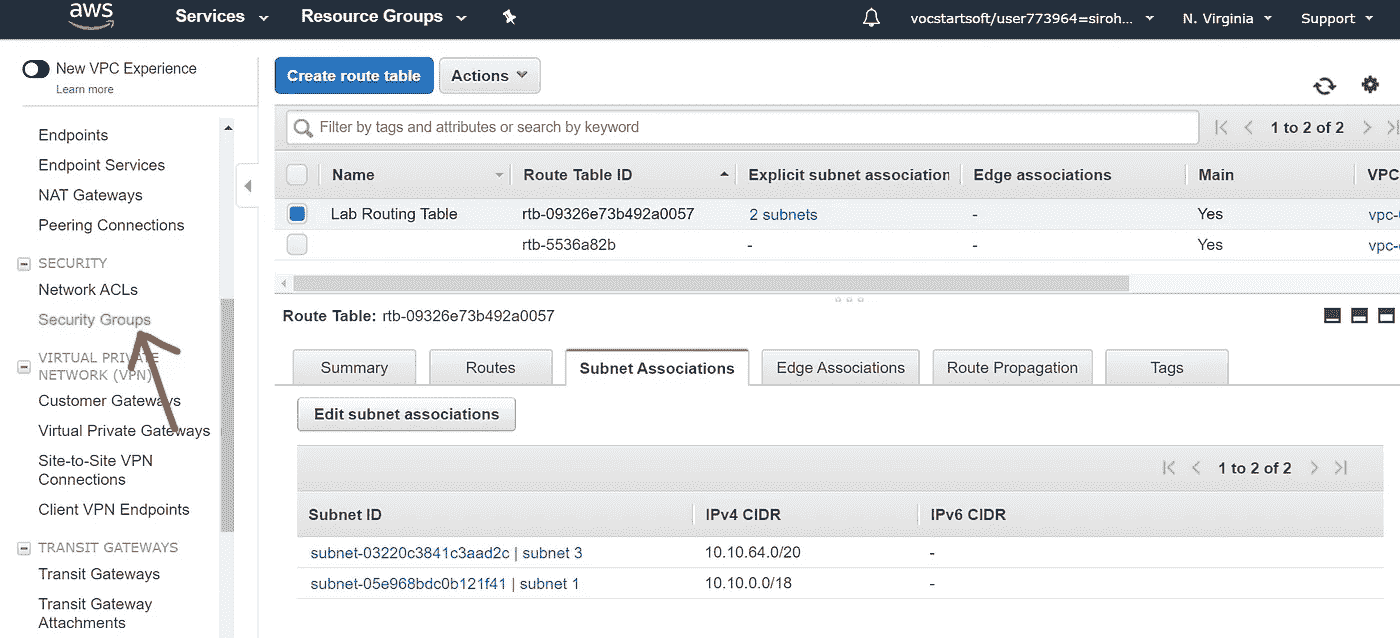 aws
Services
Resource Groups
vocstartsoft/user773964=siroh...
N. Virginia
Support
New VPC Experience
Learn more
Endpoints
Endpoint Services
NAT Gateways
Peering Connections
SECURITY
Network ACLs
Security Groups
VIRTUAL PRIVATE
NETWORK (VPN)
Customer Gateways
Virtual Private Gateways
Site-to-Site VPN
Connections
Client VPN Endpoints
TRANSIT GATEWAYS
Transit Gateways
Transit Gateway
Attachments
Create route table
Actions
Filter by tags and attributes or search by keyword
1 to 2 of 2
Name Route Table ID Explicit subnet association Edge associations Main VPC
Lab Routing Table rtb-09326e73b492a0057 2 subnets - Yes vpc-
rtb-5536a82b - - Yes vpc-
Route Table: rtb-09326e73b492a0057
Summary Routes Subnet Associations Edge Associations Route Propagation Tags
Edit subnet associations
1 to 2 of 2
Subnet ID IPv4 CIDR IPv6 CIDR
subnet-03220c3841c3aad2c | subnet 3 10.10.64.0/20 -
subnet-05e968bdc0b121f41 | subnet 1 10.10.0.0/18 -